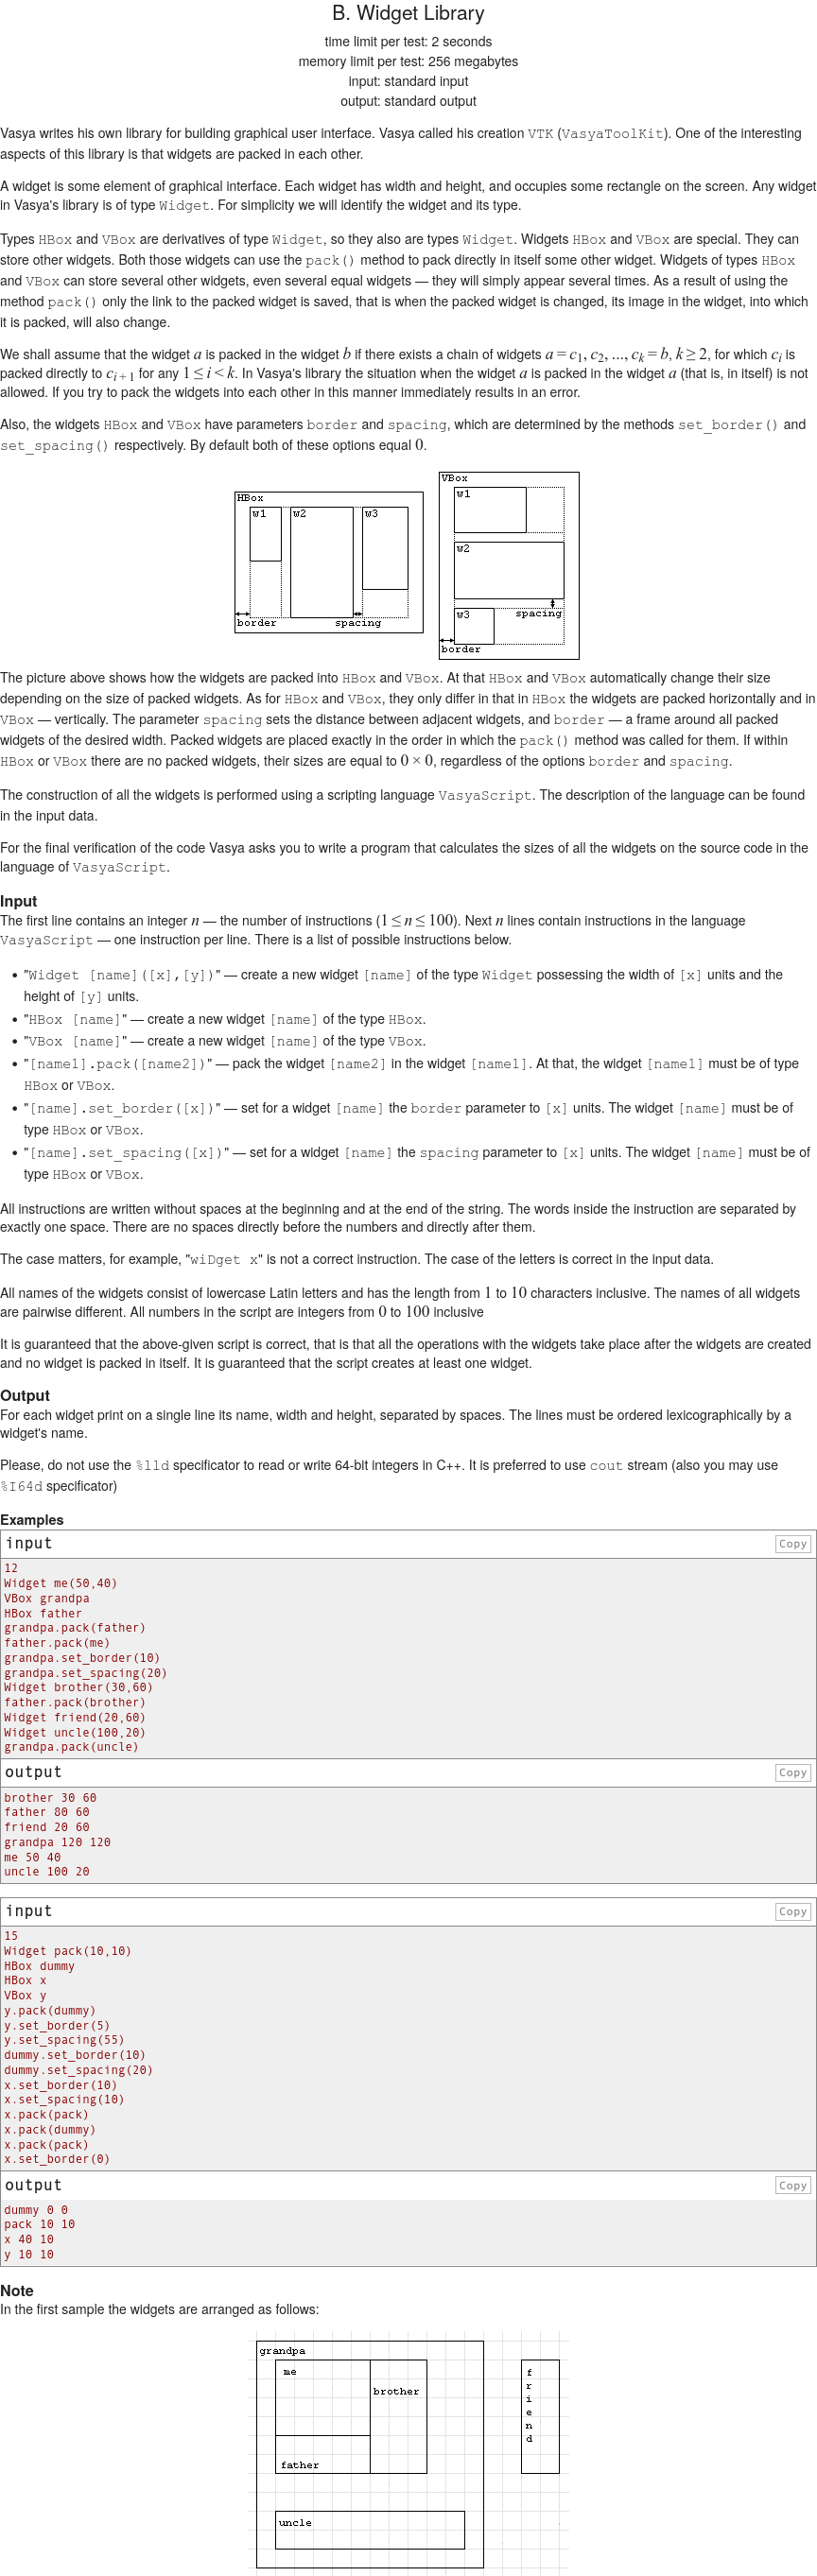 B. Widget Library
time limit per test: 2 seconds
memory limit per test: 256 megabytes
input: standard input
output: standard output
Vasya writes his own library for building graphical user interface. Vasya called his creation VTK (VasyaToolKit). One of the interesting
aspects of this library is that widgets are packed in each other.
A widget is some element of graphical interface. Each widget has width and height, and occupies some rectangle on the screen. Any widget
in Vasya's library is of type Widget. For simplicity we will identify the widget and its type.
Types HBox and VBox are derivatives of type Widget, so they also are types Widget. Widgets HBox and VBox are special. They can
store other widgets. Both those widgets can use the pack() method to pack directly in itself some other widget. Widgets of types HBox
and VBox can store several other widgets, even several equal widgets — they will simply appear several times. As a result of using the
method pack() only the link to the packed widget is saved, that is when the packed widget is changed, its image in the widget, into which
it is packed, will also change.
We shall assume that the widget a is packed in the widget b if there exists a chain of widgets a = c1, c2, ..., ck = b, k ≥ 2, for which ci is
packed directly to ci + 1 for any 1 ≤ i < k. In Vasya's library the situation when the widget a is packed in the widget a (that is, in itself) is not
allowed. If you try to pack the widgets into each other in this manner immediately results in an error.
Also, the widgets HBox and VBox have parameters border and spacing, which are determined by the methods set_border() and
set_spacing() respectively. By default both of these options equal 0.
HBox
w1 w2 w3
border spacing
VBox
w1
w2
w3 spacing
border
The picture above shows how the widgets are packed into HBox and VBox. At that HBox and VBox automatically change their size
depending on the size of packed widgets. As for HBox and VBox, they only differ in that in HBox the widgets are packed horizontally and in
VBox — vertically. The parameter spacing sets the distance between adjacent widgets, and border — a frame around all packed
widgets of the desired width. Packed widgets are placed exactly in the order in which the pack() method was called for them. If within
HBox or VBox there are no packed widgets, their sizes are equal to 0 × 0, regardless of the options border and spacing.
The construction of all the widgets is performed using a scripting language VasyaScript. The description of the language can be found
in the input data.
For the final verification of the code Vasya asks you to write a program that calculates the sizes of all the widgets on the source code in the
language of VasyaScript.
Input
The first line contains an integer n — the number of instructions (1 ≤ n ≤ 100). Next n lines contain instructions in the language
VasyaScript — one instruction per line. There is a list of possible instructions below.
• "Widget [name]([x],[y])" — create a new widget [name] of the type Widget possessing the width of [x] units and the
height of [y] units.
• "HBox [name]" — create a new widget [name] of the type HBox.
• "VBox [name]" — create a new widget [name] of the type VBox.
• "[name1].pack([name2])" — pack the widget [name2] in the widget [name1]. At that, the widget [name1] must be of type
HBox or VBox.
• "[name].set_border([x])" — set for a widget [name] the border parameter to [x] units. The widget [name] must be of
type HBox or VBox.
• "[name].set_spacing([x])" — set for a widget [name] the spacing parameter to [x] units. The widget [name] must be of
type HBox or VBox.
All instructions are written without spaces at the beginning and at the end of the string. The words inside the instruction are separated by
exactly one space. There are no spaces directly before the numbers and directly after them.
The case matters, for example, "wiDget x" is not a correct instruction. The case of the letters is correct in the input data.
All names of the widgets consist of lowercase Latin letters and has the length from 1 to 10 characters inclusive. The names of all widgets
are pairwise different. All numbers in the script are integers from 0 to 100 inclusive
It is guaranteed that the above-given script is correct, that is that all the operations with the widgets take place after the widgets are created
and no widget is packed in itself. It is guaranteed that the script creates at least one widget.
Output
For each widget print on a single line its name, width and height, separated by spaces. The lines must be ordered lexicographically by a
widget's name.
Please, do not use the %lld specificator to read or write 64-bit integers in C++. It is preferred to use cout stream (also you may use
%I64d specificator)
Examples
input Copy
12
Widget me(50,40)
VBox grandpa
HBox father
grandpa.pack(father)
father.pack(me)
grandpa.set_border(10)
grandpa.set_spacing(20)
Widget brother(30,60)
father.pack(brother)
Widget friend(20,60)
Widget uncle(100,20)
grandpa.pack(uncle)
output Copy
brother 30 60
father 80 60
friend 20 60
grandpa 120 120
me 50 40
uncle 100 20
input Copy
15
Widget pack(10,10)
HBox dummy
HBox x
VBox y
y.pack(dummy)
y.set_border(5)
y.set_spacing(55)
dummy.set_border(10)
dummy.set_spacing(20)
x.set_border(10)
x.set_spacing(10)
x.pack(pack)
x.pack(dummy)
x.pack(pack)
x.set_border(0)
output Copy
dummy 0 0
pack 10 10
x 40 10
y 10 10
Note
In the first sample the widgets are arranged as follows:
grandpa
me
brother
father
uncle
friend